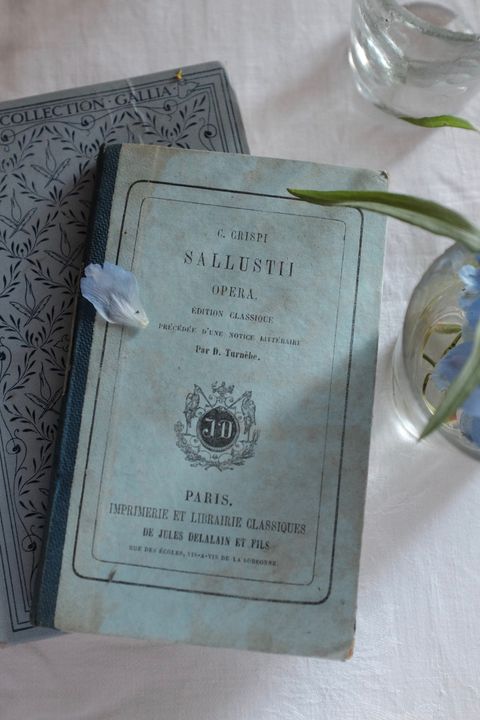 COLLECTION · GALLIA
C. CRISPI
SALLUSTII
OPERA.
ÉDITION CLASSIQUE
PRÉCÉDÉE D'UNE NOTICE LITTÉRAIRE
Par D. Turnèbe.
JD
PARIS,
IMPRIMERIE ET LIBRAIRIE CLASSIQUES
DE JULES DELALAIN ET FILS
RUE DES ÉCOLES, VIS-A-VIS DE LA SORBONNE.